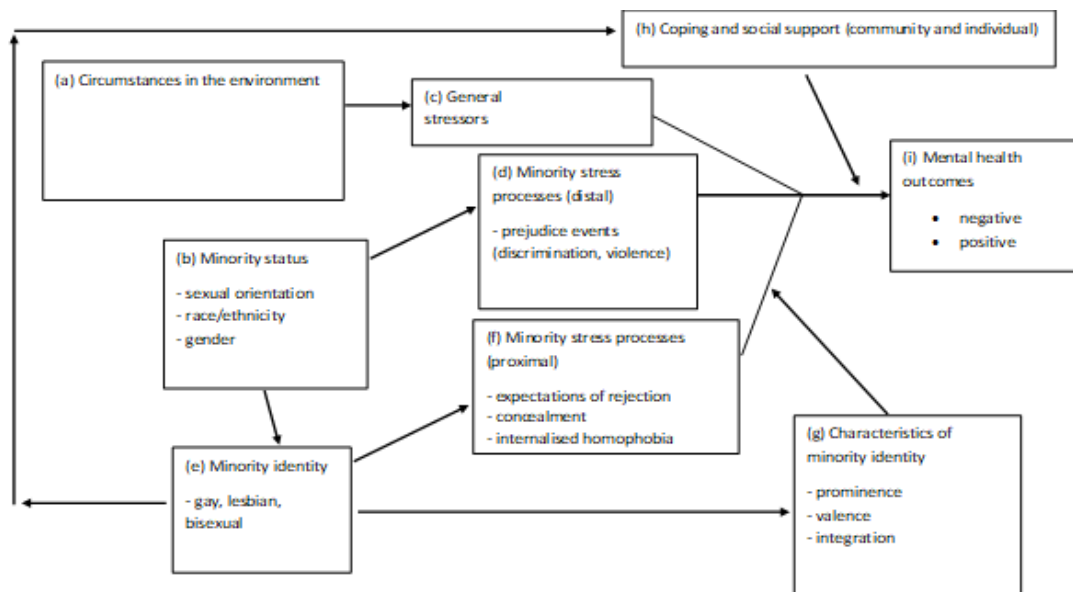 (h) Coping and social support (community and individual)
(a) Circumstances in the environment
(c) General
stressors
(i) Mental health
outcomes
• negative
• positive
(d) Minority stress
processes (distal)
- prejudice events
(discrimination, violence)
(b) Minority status
- sexual orientation
- race/ethnicity
- gender
(f) Minority stress processes
(proximal)
- expectations of rejection
- concealment
- internalised homophobia
(g) Characteristics of
minority identity
- prominence
- valence
- integration
(e) Minority identity
- gay, lesbian,
bisexual